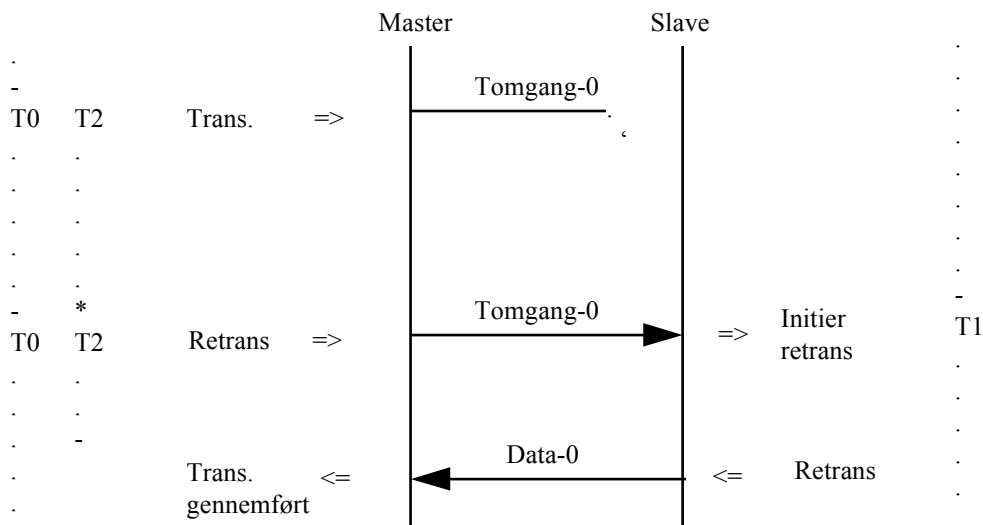 Master Slave
Tomgang-0
T0 T2 Trans. =>
*
Tomgang-0
T0 T2 Retrans => => Initier T1
retrans
Data-0
Trans. <= <= Retrans
gennemført